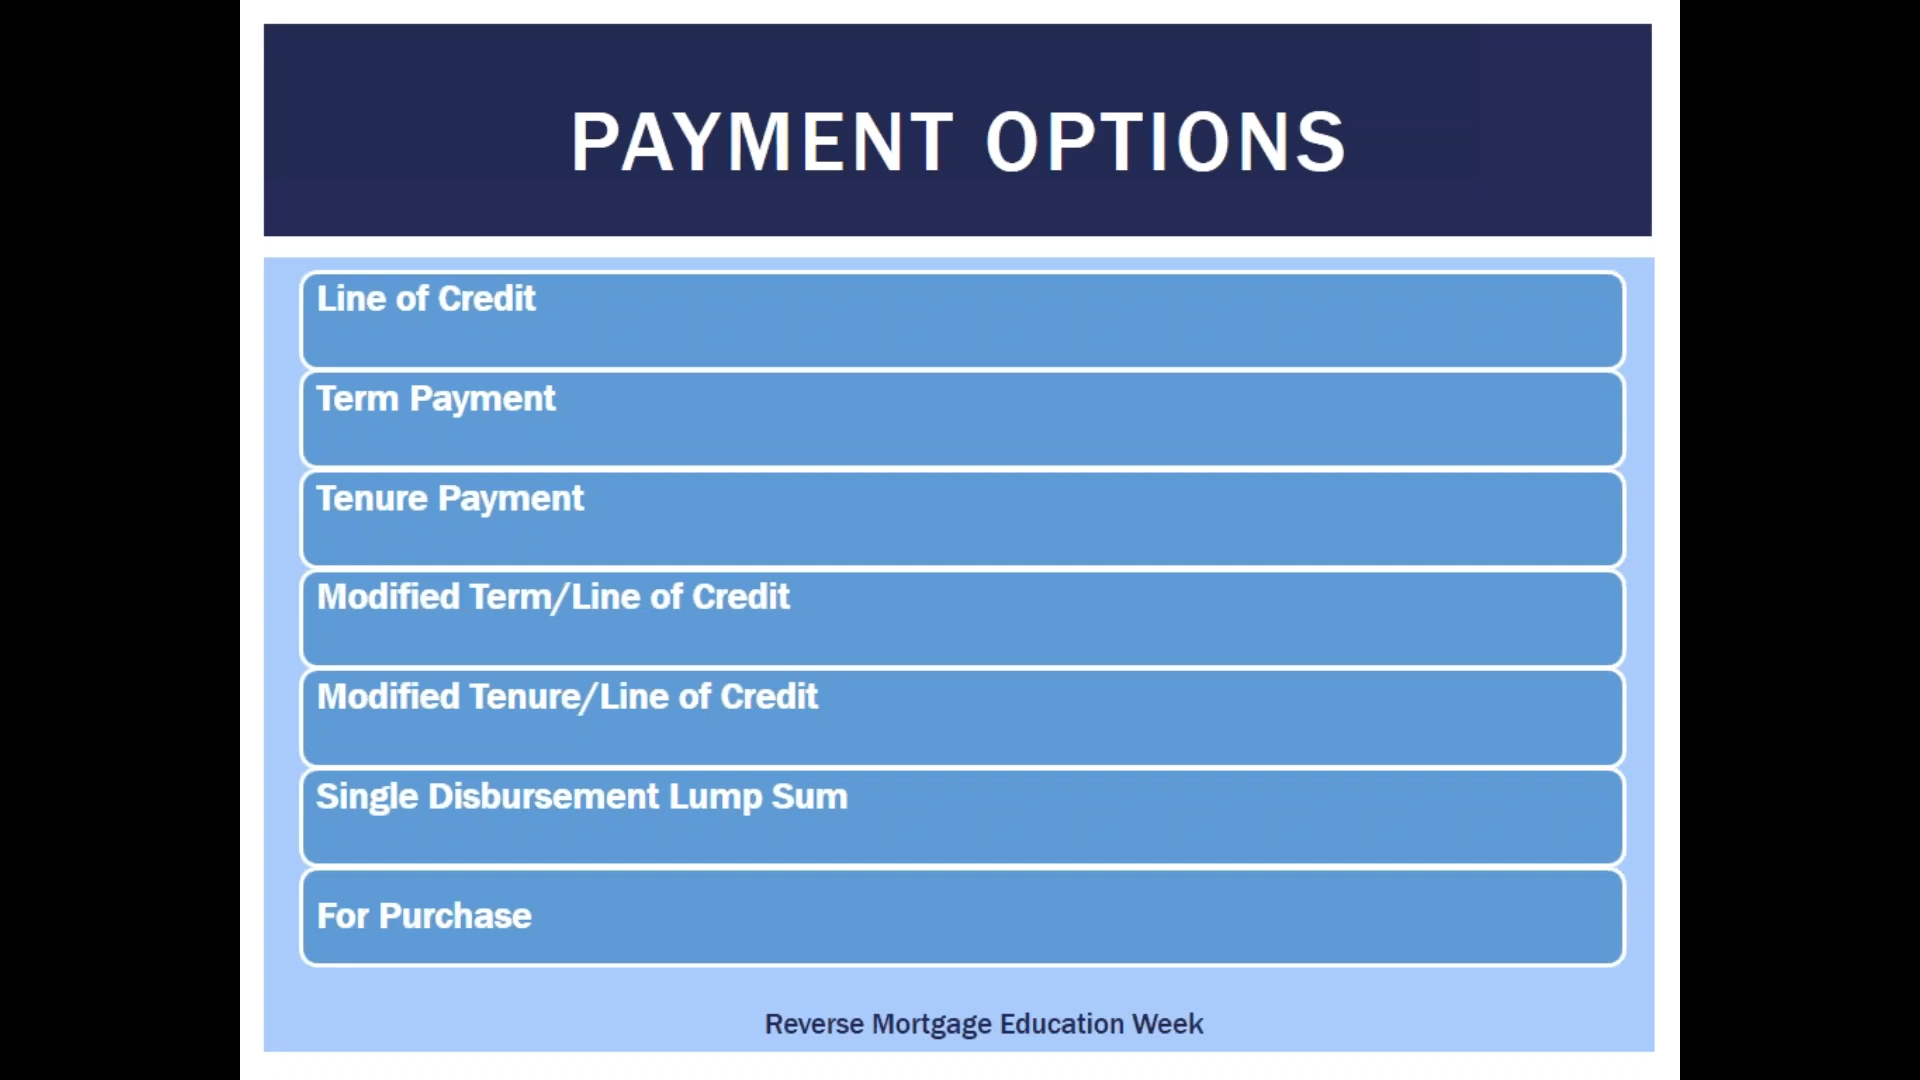 PAYMENT OPTIONS
Line of Credit
Term Payment
Tenure Payment
Modified Term/Line of Credit
Modified Tenure/Line of Credit
Single Disbursement Lump Sum
For Purchase
Reverse Mortgage Education Week